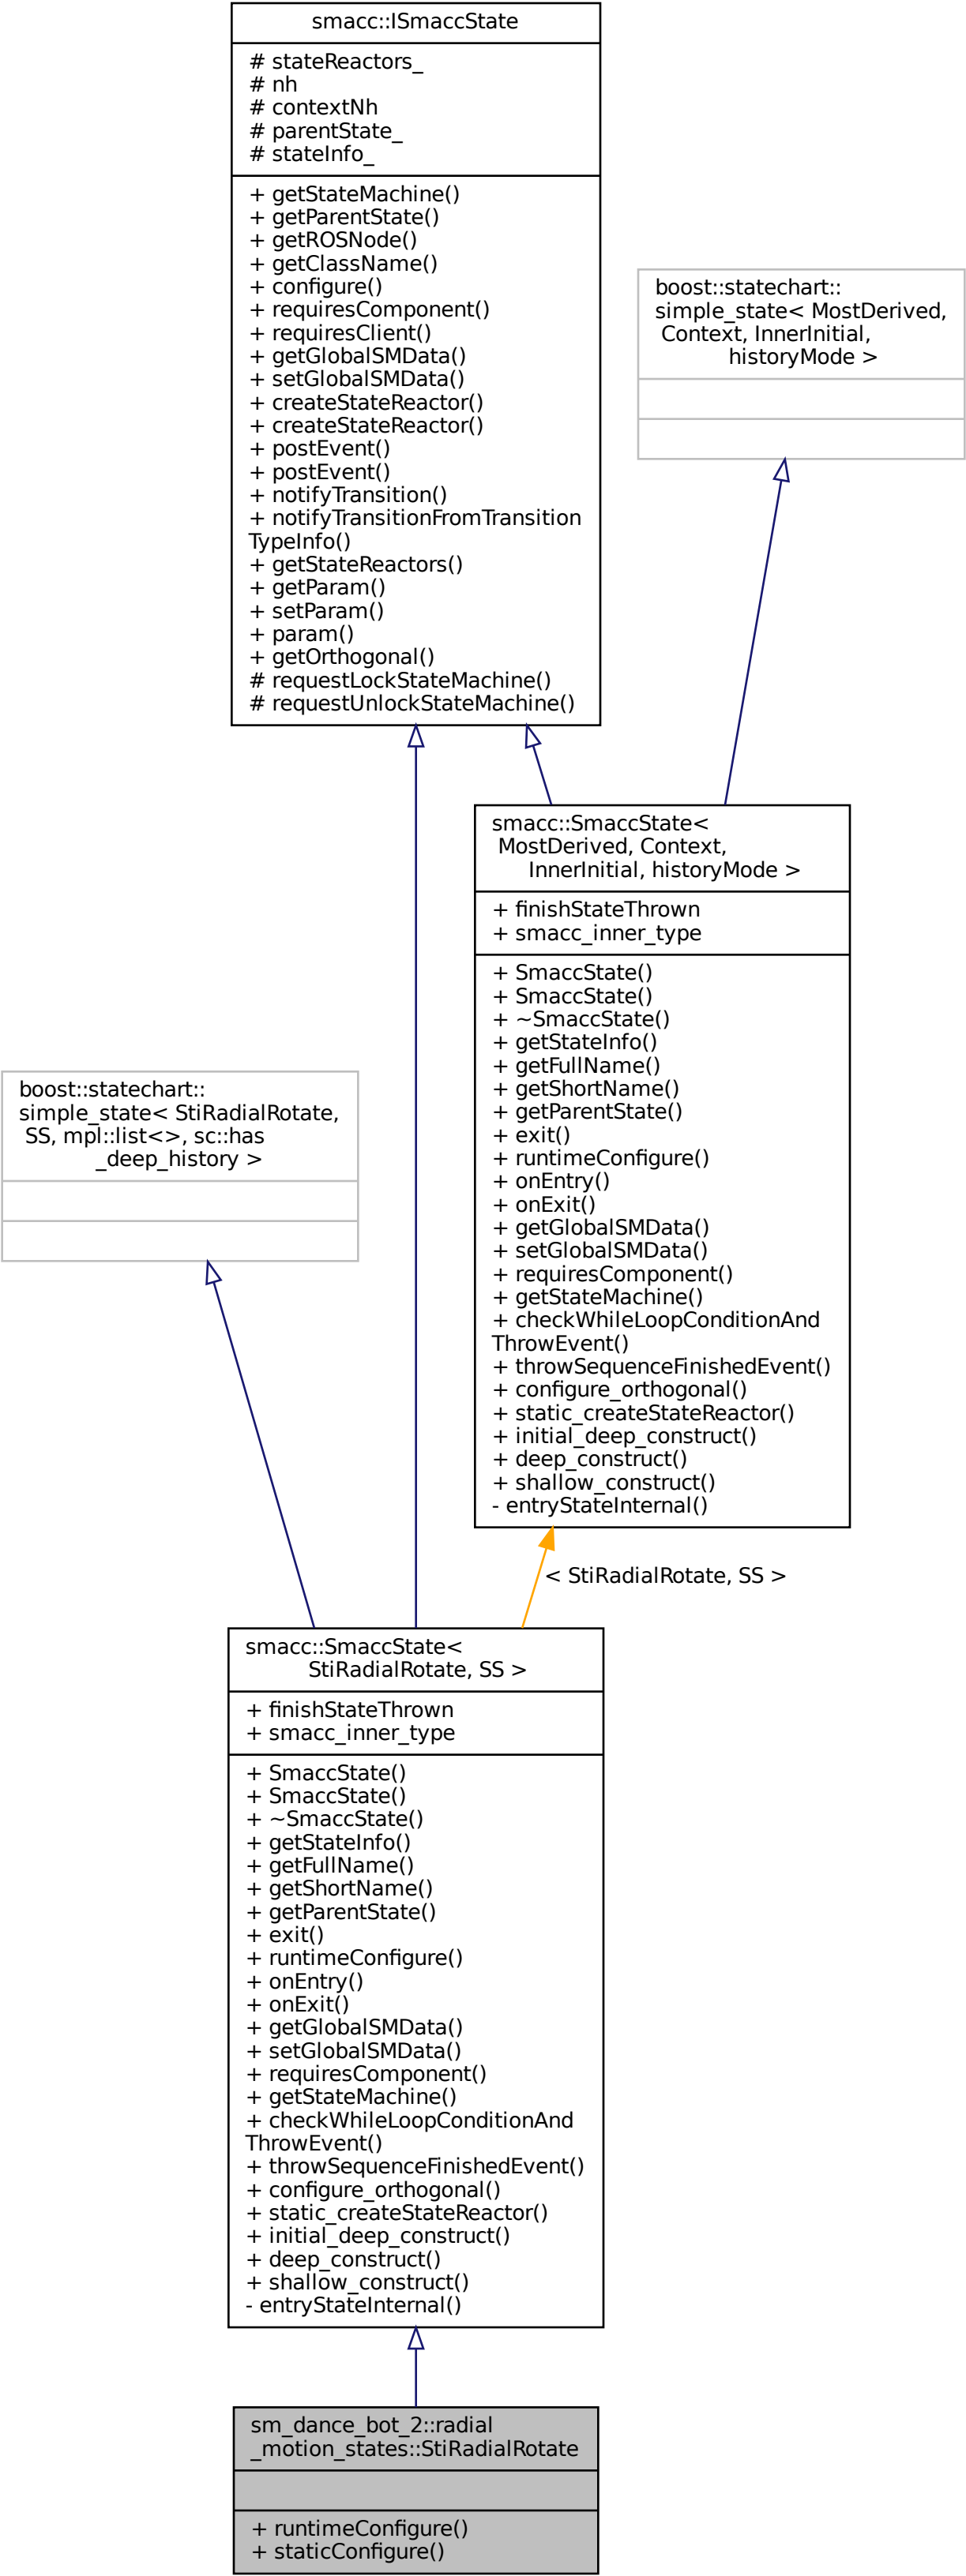 smacc::ISmaccState
# stateReactors_
# nh
# contextNh
# parentState_
# stateInfo_
+ getStateMachine()
+ getParentState()
+ getROSNode()
+ getClassName()
+ configure()
+ requiresComponent()
+ requiresClient()
+ getGlobalSMData()
+ setGlobalSMData()
+ createStateReactor()
+ createStateReactor()
+ postEvent()
+ postEvent()
+ notifyTransition()
+ notifyTransitionFromTransition
TypeInfo()
+ getStateReactors()
+ getParam()
+ setParam()
+ param()
+ getOrthogonal()
# requestLockStateMachine()
# requestUnlockStateMachine()
boost::statechart::
simple_state< MostDerived,
Context, InnerInitial,
historyMode >
smacc::SmaccState<
MostDerived, Context,
InnerInitial, historyMode >
+ finishStateThrown
+ smacc_inner_type
+ SmaccState()
+ SmaccState()
+ ~SmaccState()
+ getStateInfo()
+ getFullName()
+ getShortName()
+ getParentState()
+ exit()
+ runtimeConfigure()
+ onEntry()
+ onExit()
+ getGlobalSMData()
+ setGlobalSMData()
+ requiresComponent()
+ getStateMachine()
+ checkWhileLoopConditionAnd
ThrowEvent()
+ throwSequenceFinishedEvent()
+ configure_orthogonal()
+ static_createStateReactor()
+ initial_deep_construct()
+ deep_construct()
+ shallow_construct()
- entryStateInternal()
boost::statechart::
simple_state< StiRadialRotate,
SS, mpl::list<>, sc::has
_deep_history >
< StiRadialRotate, SS >
smacc::SmaccState<
StiRadialRotate, SS >
+ finishStateThrown
+ smacc_inner_type
+ SmaccState()
+ SmaccState()
+ ~SmaccState()
+ getStateInfo()
+ getFullName()
+ getShortName()
+ getParentState()
+ exit()
+ runtimeConfigure()
+ onEntry()
+ onExit()
+ getGlobalSMData()
+ setGlobalSMData()
+ requiresComponent()
+ getStateMachine()
+ checkWhileLoopConditionAnd
ThrowEvent()
+ throwSequenceFinishedEvent()
+ configure_orthogonal()
+ static_createStateReactor()
+ initial_deep_construct()
+ deep_construct()
+ shallow_construct()
- entryStateInternal()
sm_dance_bot_2::radial
_motion_states::StiRadialRotate
+ runtimeConfigure()
+ staticConfigure()